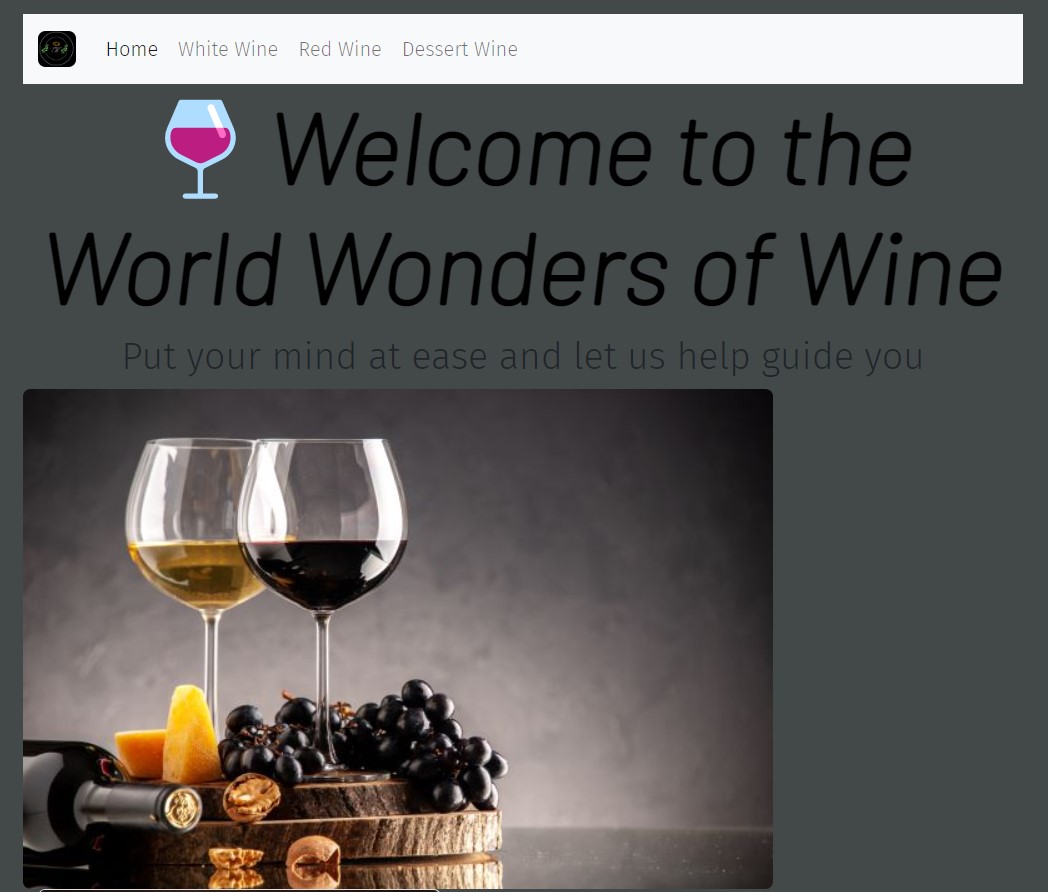 Home White Wine Red Wine Dessert Wine
Welcome to the
World Wonders of Wine
Put your mind at ease and let us help guide you